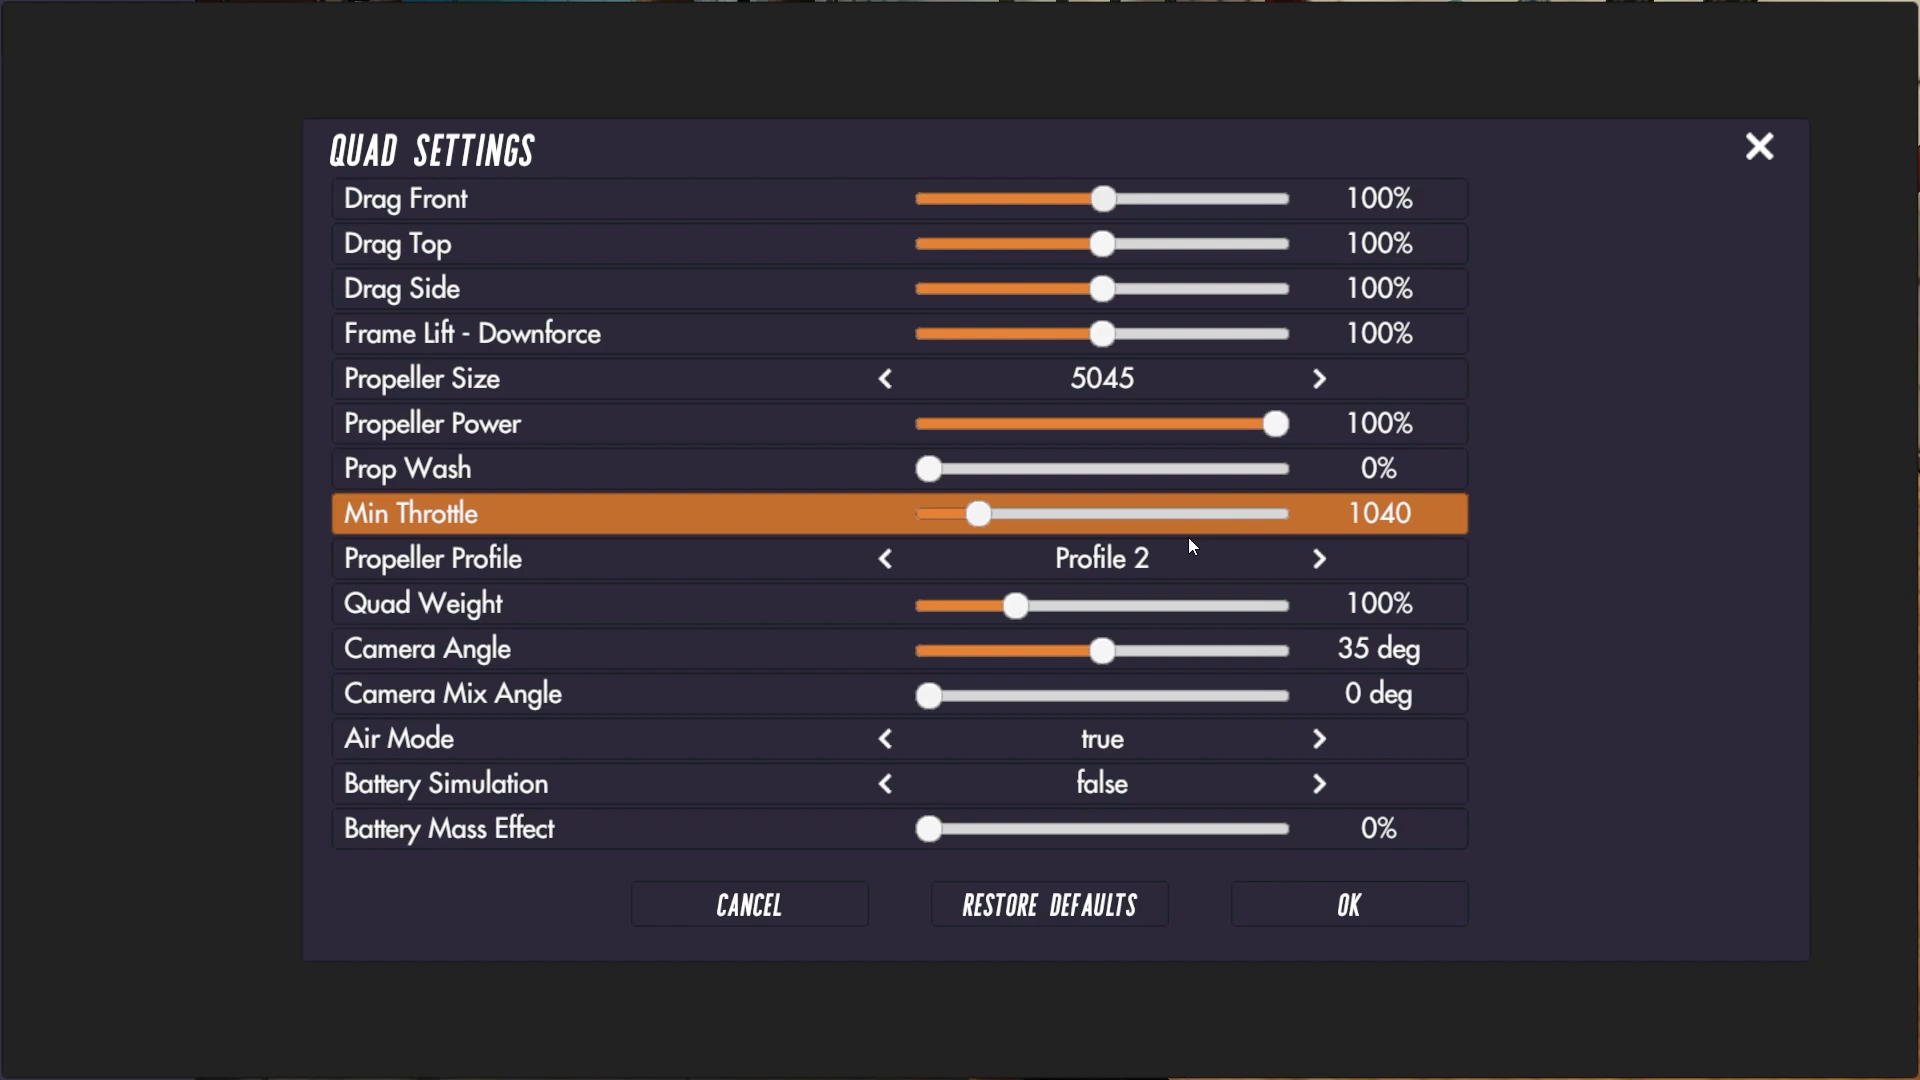 QUAD SETTINGS
Drag Front 100%
Drag Top 100%
Drag Side 100%
Frame Lift - Downforce 100%
Propeller Size 5045
Propeller Power 100%
Prop Wash 0%
Min Throttle 1040
Propeller Profile Profile 2
Quad Weight 100%
Camera Angle 35 deg
Camera Mix Angle 0 deg
Air Mode true
Battery Simulation false
Battery Mass Effect 0%
CANCEL RESTORE DEFAULTS OK